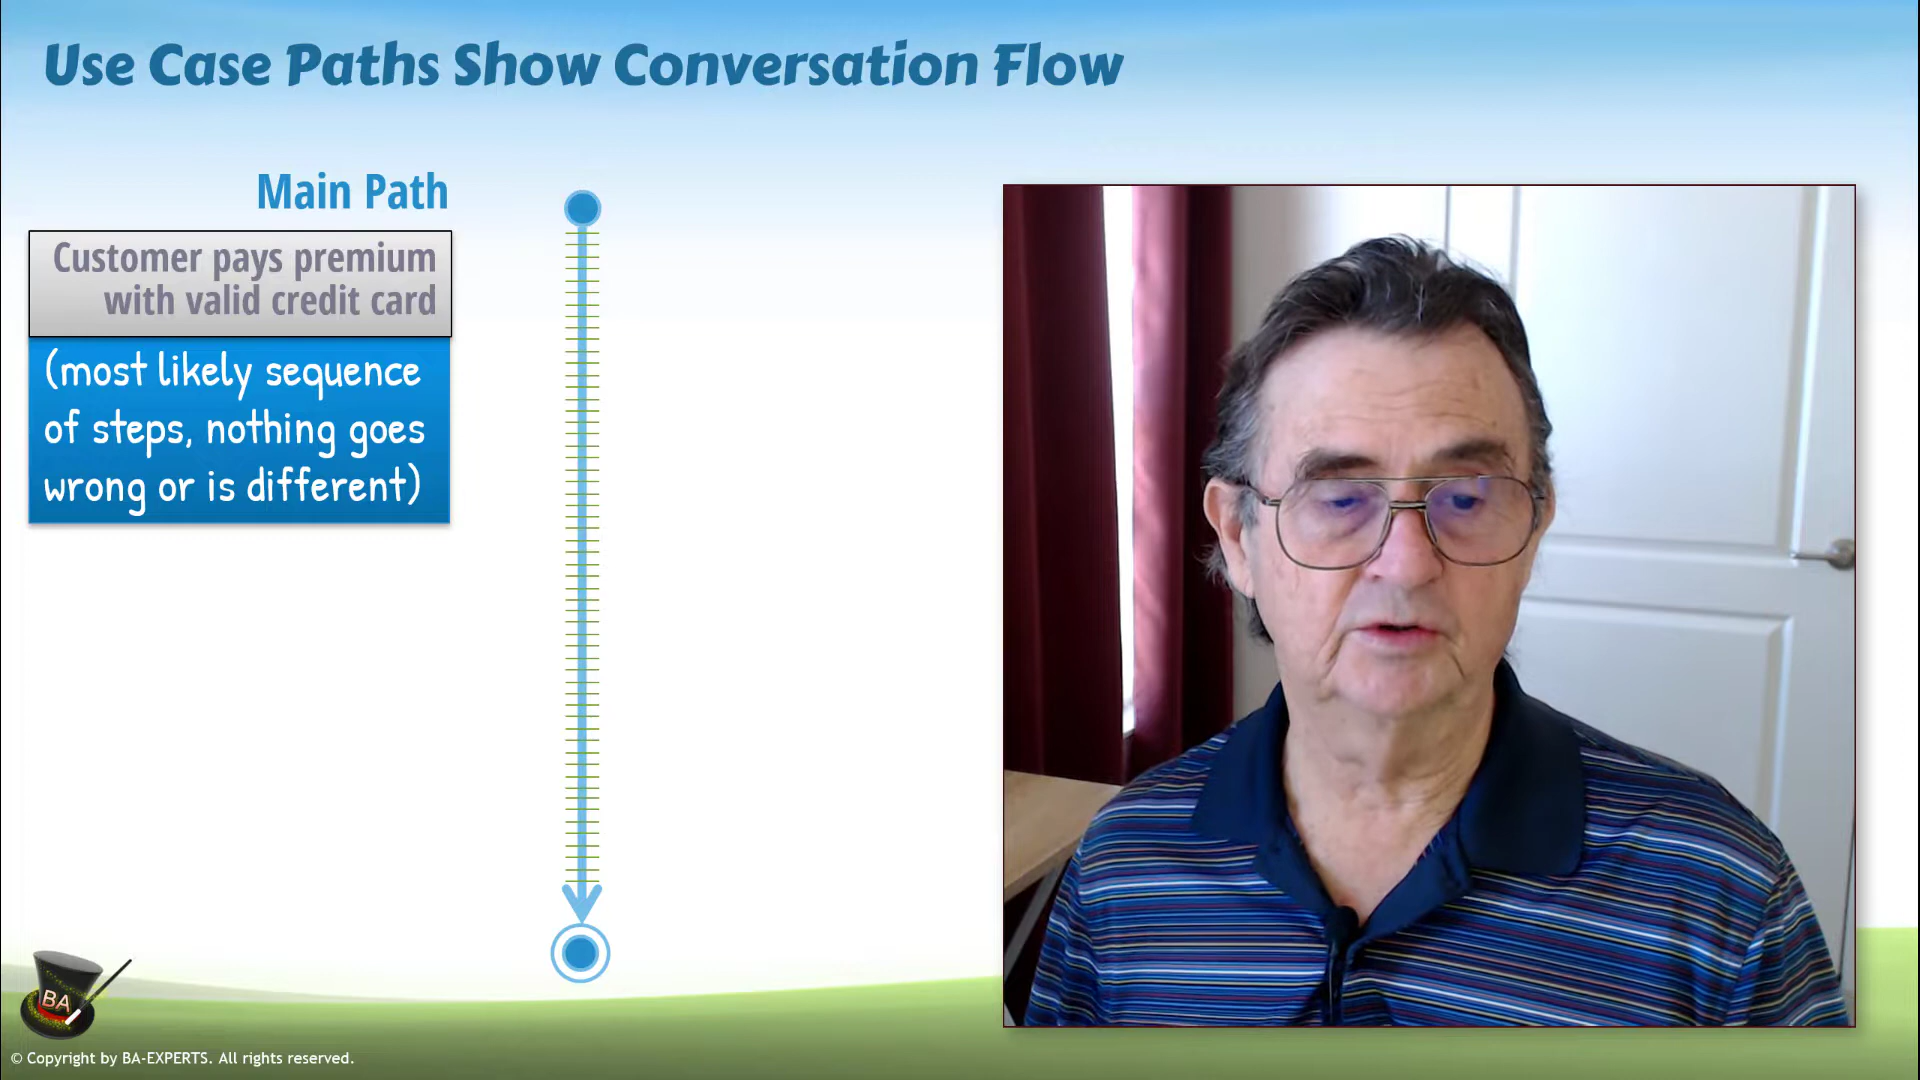 Use Case Paths Show Conversation Flow
Main Path
Customer pays premium
with valid credit card
(most likely sequence
of steps, nothing goes
wrong or is different)
BA
© Copyright by BA-EXPERTS. All rights reserved.